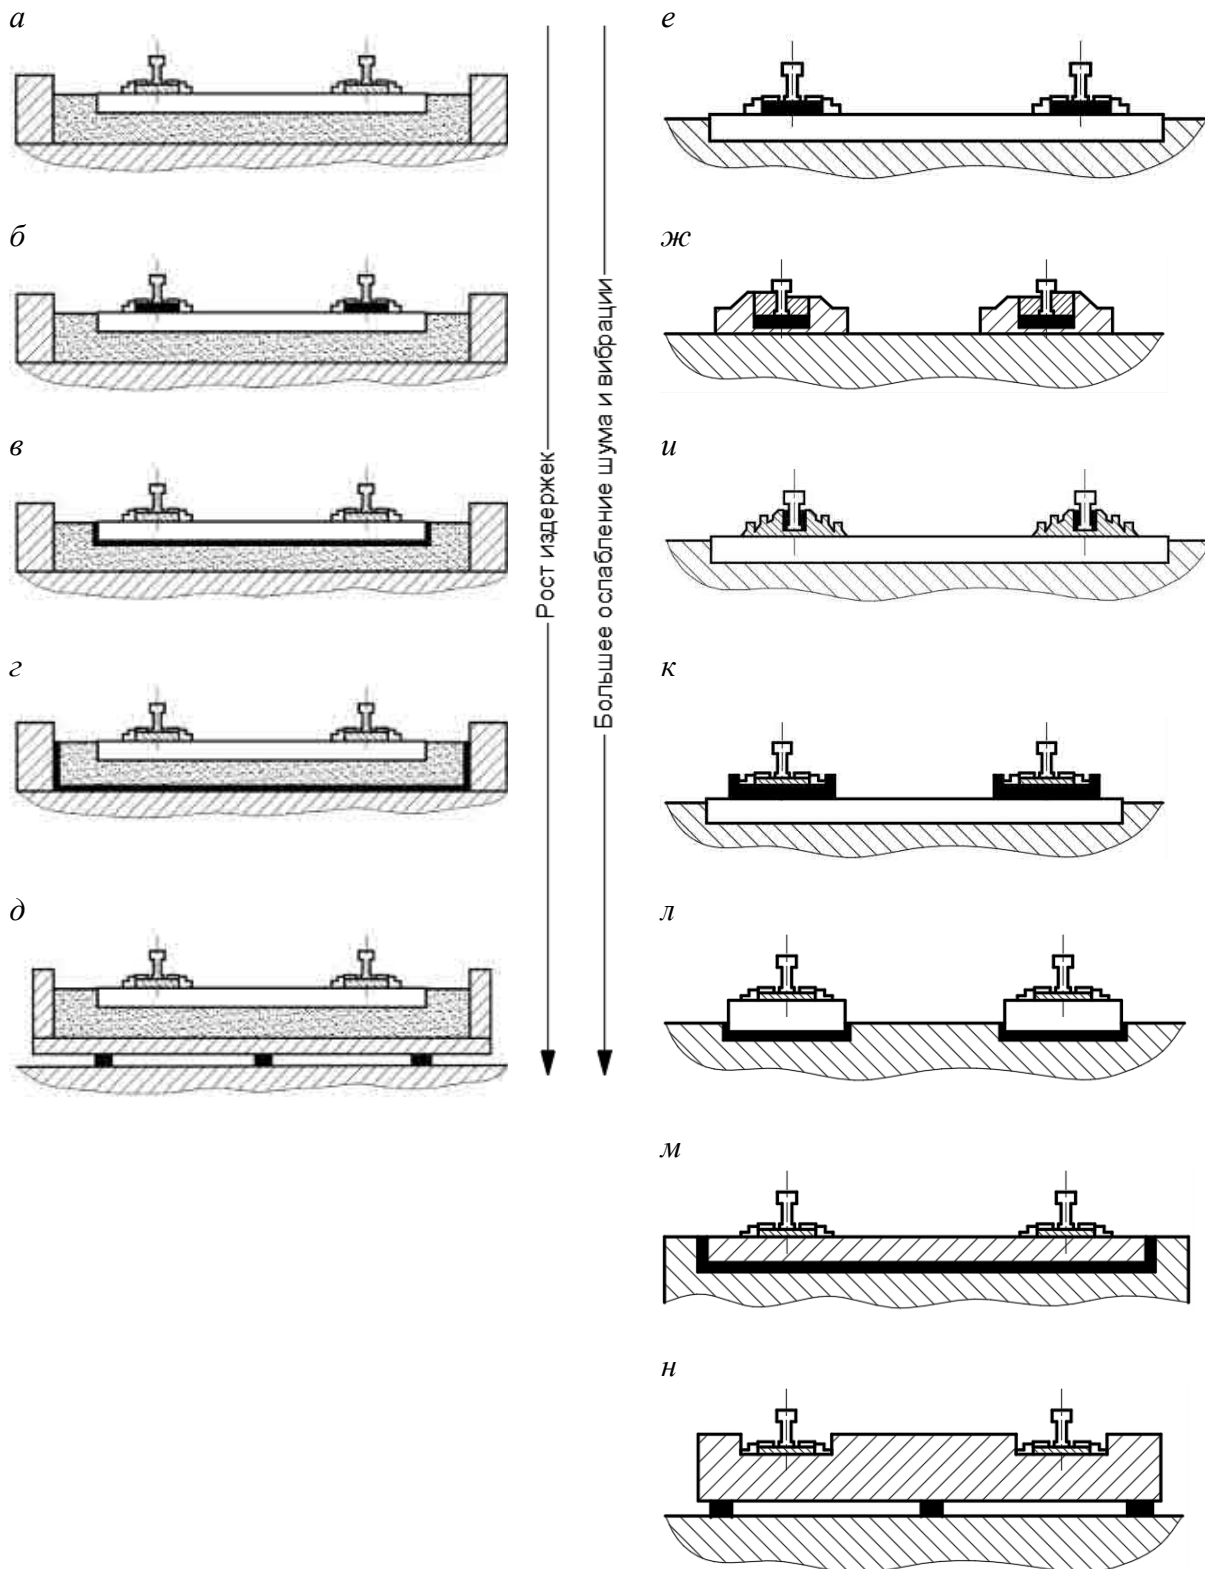 а
б
в
г
д
Рост издержек
Большее ослабление шума и вибрации
е
ж
и
к
л
м
н